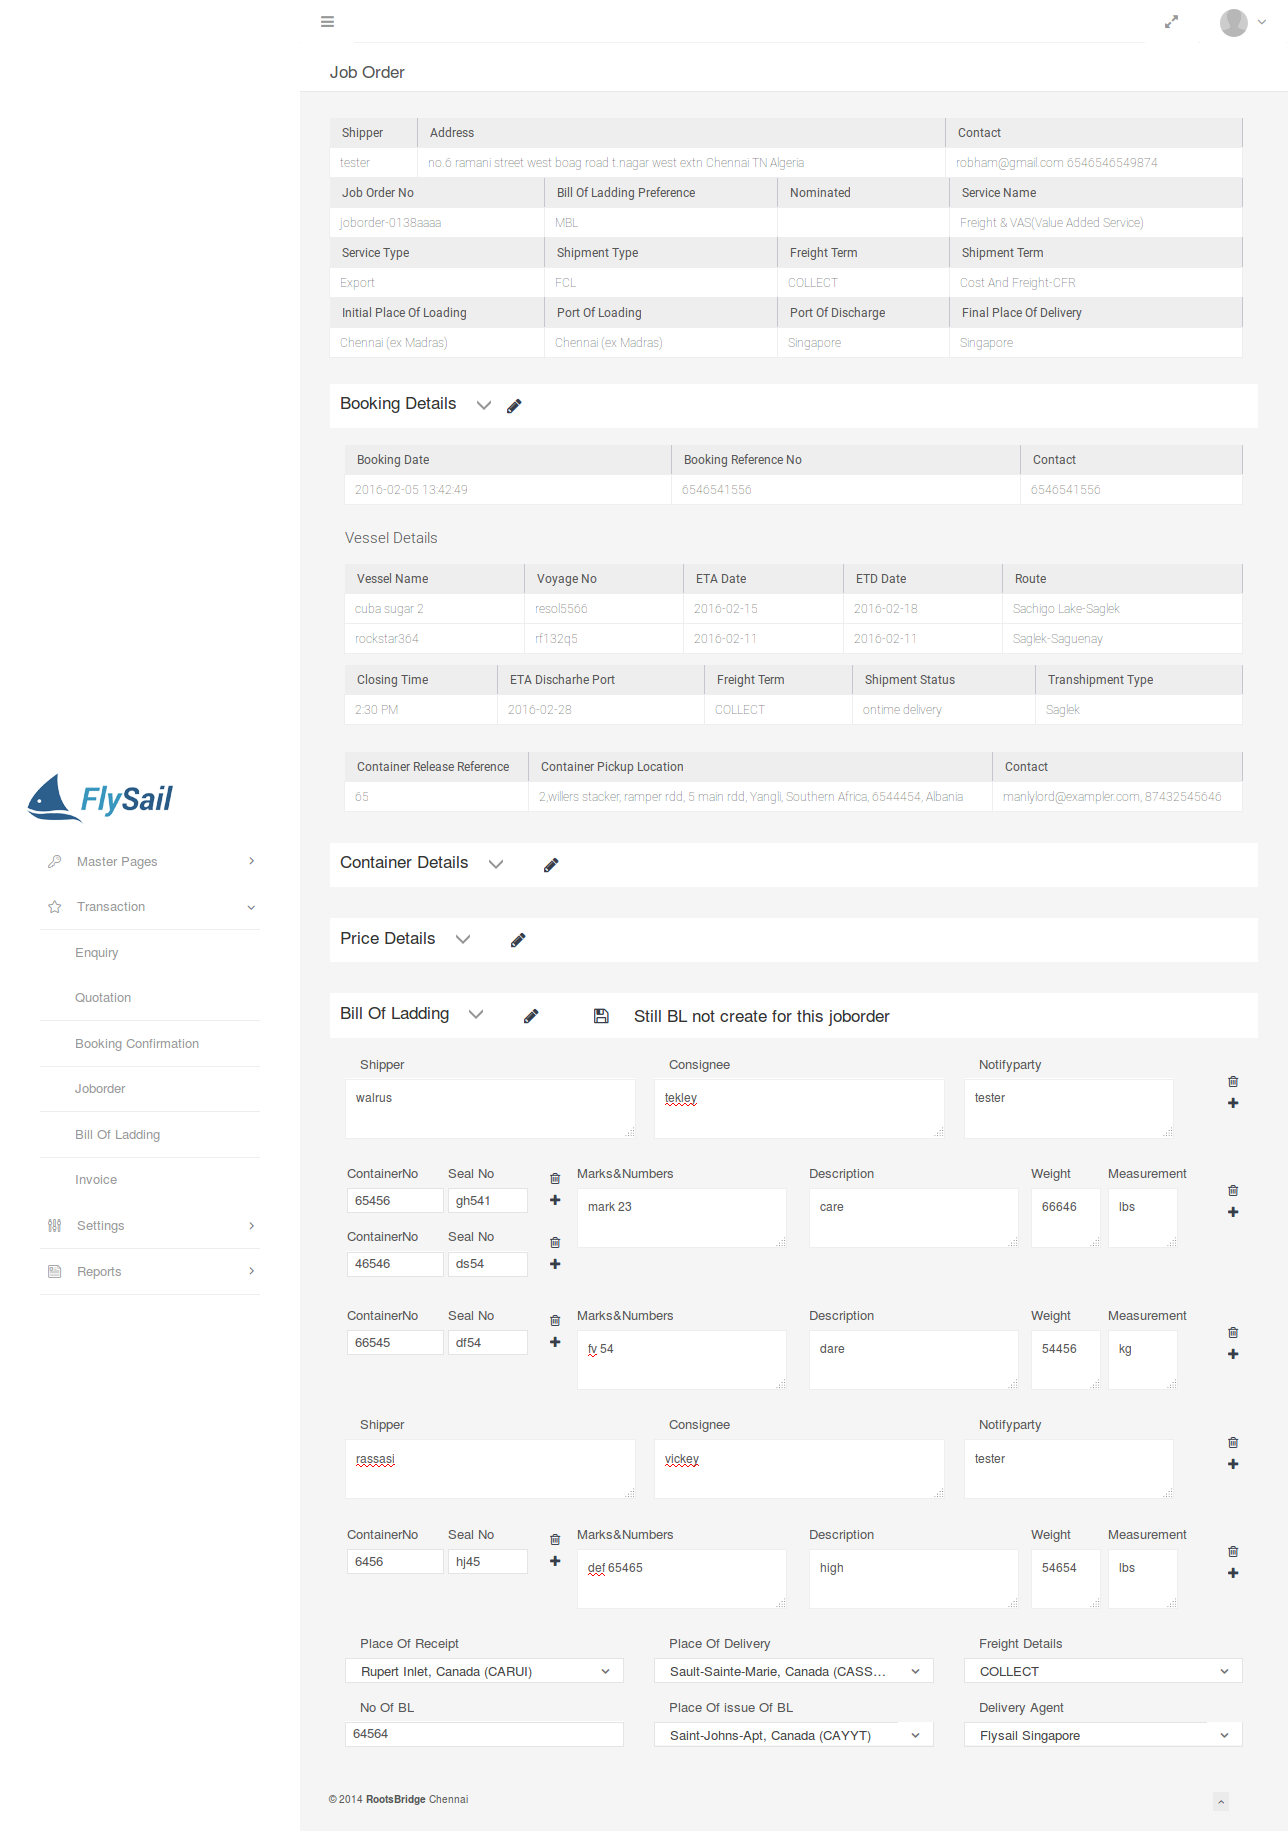 Job Order
Shipper Address Contact
tester no.6 ramani street west boag road t.nagar west extn Chennai TN Algeria robham@gmail.com 6546546549874
Job Order No Bill Of Ladding Preference Nominated Service Name
joborder-0138aaaa MBL Freight & VAS(Value Added Service)
Service Type Shipment Type Freight Term Shipment Term
Export FCL COLLECT Cost And Freight-CFR
Initial Place Of Loading Port Of Loading Port Of Discharge Final Place Of Delivery
Chennai (ex Madras) Chennai (ex Madras) Singapore Singapore
Booking Details
Booking Date Booking Reference No Contact
2016-02-05 13:42:49 6546541556 6546541556
Vessel Details
Vessel Name Voyage No ETA Date ETD Date Route
cuba sugar 2 resol5566 2016-02-15 2016-02-18 Sachigo Lake-Saglek
rockstar364 rf132q5 2016-02-11 2016-02-11 Saglek-Saguenay
Closing Time ETA Discharhe Port Freight Term Shipment Status Transhipment Type
2:30 PM 2016-02-28 COLLECT ontime delivery Saglek
Container Release Reference Container Pickup Location Contact
65 2,willers stacker, ramper rdd, 5 main rdd, Yangli, Southern Africa, 6544454, Albania manlylord@exampler.com, 87432545646
FlySail
Master Pages
Transaction
Enquiry
Quotation
Booking Confirmation
Joborder
Bill Of Ladding
Invoice
Settings
Reports
Container Details
Price Details
Bill Of Ladding Still BL not create for this joborder
Shipper Consignee Notifyparty
walrus tekley tester
ContainerNo Seal No Marks&Numbers Description Weight Measurement
65456 gh541 mark 23 care 66646 lbs
ContainerNo Seal No
46546 ds54
ContainerNo Seal No Marks&Numbers Description Weight Measurement
66545 df54 fv 54 dare 54456 kg
Shipper Consignee Notifyparty
rassasi vickey tester
ContainerNo Seal No Marks&Numbers Description Weight Measurement
6456 hj45 def 65465 high 54654 lbs
Place Of Receipt Place Of Delivery Freight Details
Rupert Inlet, Canada (CARUI) Sault-Sainte-Marie, Canada (CASS... COLLECT
No Of BL Place Of issue Of BL Delivery Agent
64564 Saint-Johns-Apt, Canada (CAYYT) Flysail Singapore
© 2014 RootsBridge Chennai